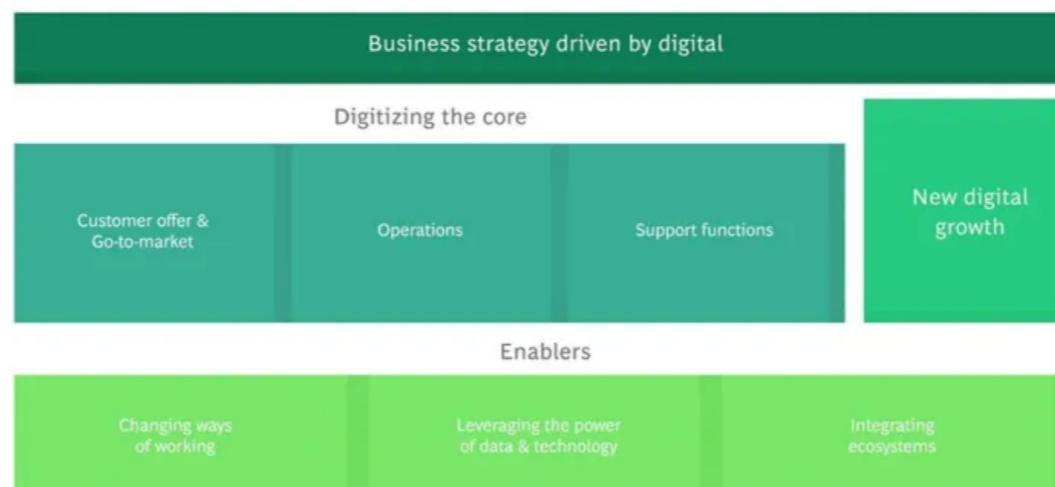 Business strategy driven by digital
Digitizing the core
Customer offer &
Go-to-market
Operations
Support functions
New digital
growth
Enablers
Changing ways
of working
Leveraging the power
of data & technology
Integrating
ecosystems